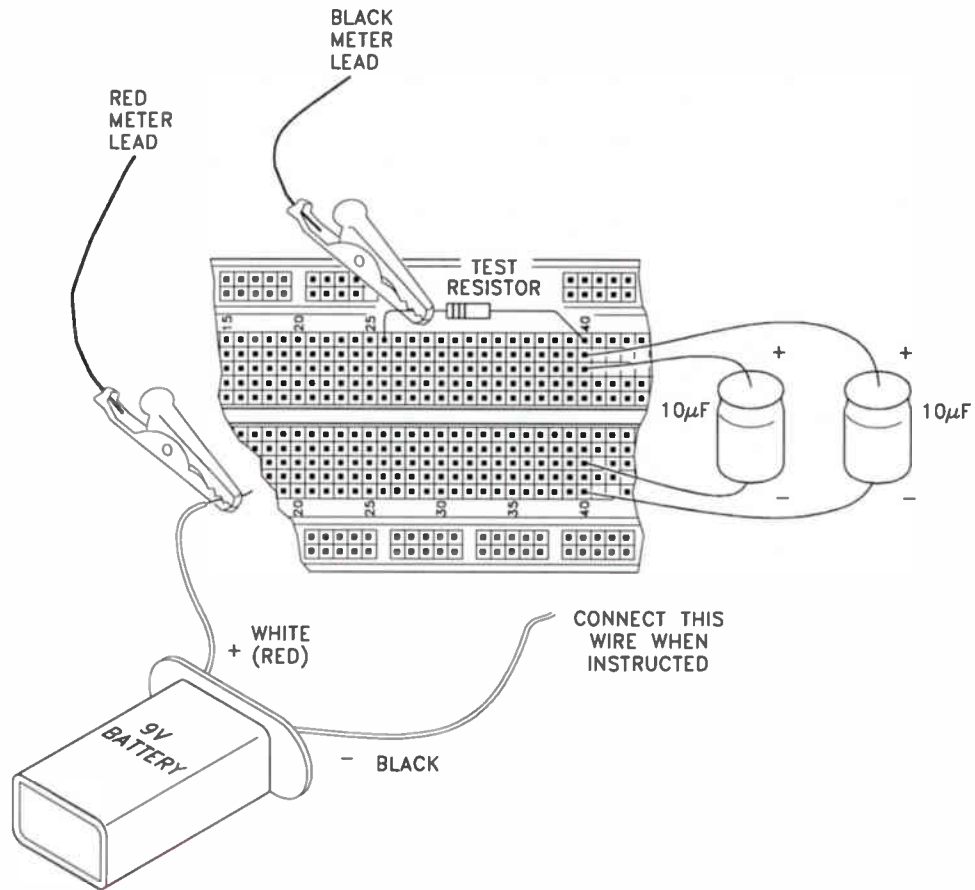 BLACK
METER
LEAD
RED
METER
LEAD
TEST
RESISTOR
15
20
25
40
+
+
10μF
10μF
−
−
20
25
30
35
40
+ WHITE
(RED)
CONNECT THIS
WIRE WHEN
INSTRUCTED
9V
BATTERY
− BLACK